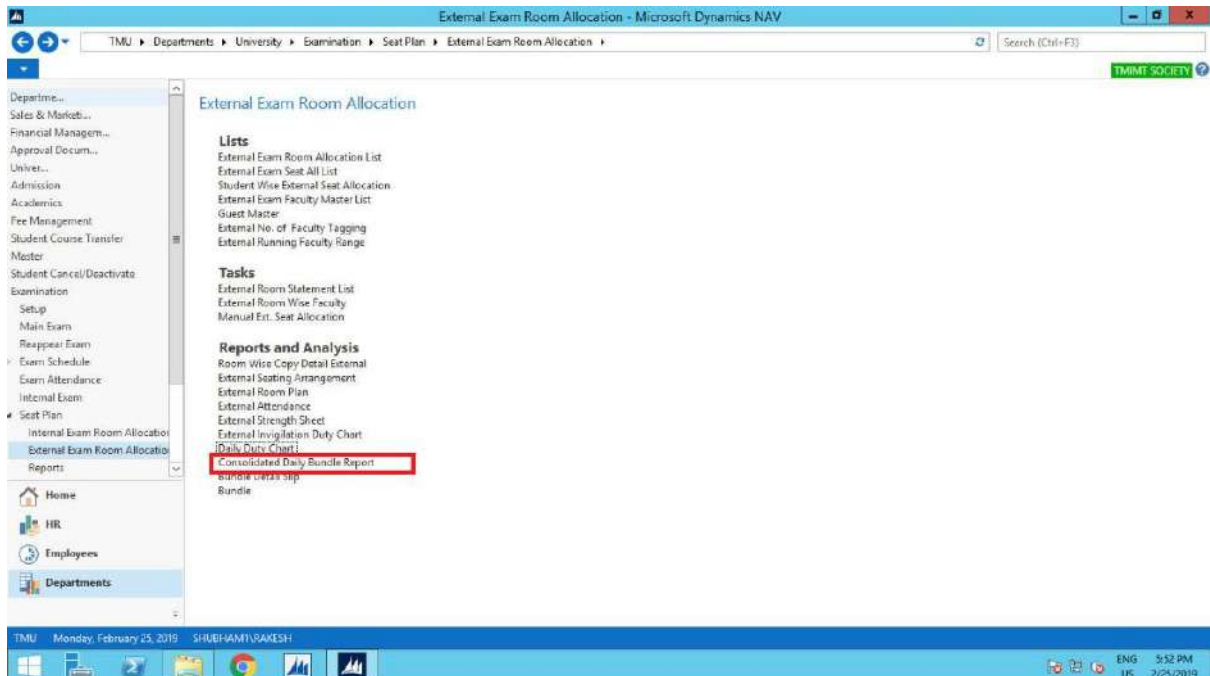 External Exam Room Allocation - Microsoft Dynamics NAV
TMU ▸ Departments ▸ University ▸ Examination ▸ Seat Plan ▸ External Exam Room Allocation ▸
Search (Ctrl+F3)
TMIMT SOCIETY
Departme...
Sales & Marketi...
Financial Managem...
Approval Docum...
Univer...
Admission
Academics
Fee Management
Student Course Transfer
Master
Student Cancel/Deactivate
Examination
Setup
Main Exam
Reappear Exam
Exam Schedule
Exam Attendance
Internal Exam
Seat Plan
Internal Exam Room Allocatio
External Exam Room Allocatio
Reports
Home
HR
Employees
Departments
External Exam Room Allocation
Lists
External Exam Room Allocation List
External Exam Seat All List
Student Wise External Seat Allocation
External Exam Faculty Master List
Guest Master
External No. of Faculty Tagging
External Running Faculty Range
Tasks
External Room Statement List
External Room Wise Faculty
Manual Ext. Seat Allocation
Reports and Analysis
Room Wise Copy Detail External
External Seating Arrangement
External Room Plan
External Attendance
External Strength Sheet
External Invigilation Duty Chart
Daily Duty Chart
Consolidated Daily Bundle Report
Bundle Detail Slip
Bundle
TMU Monday, February 25, 2019 SHUBHAM1\RAKESH
ENG 5:52 PM
US 2/25/2019